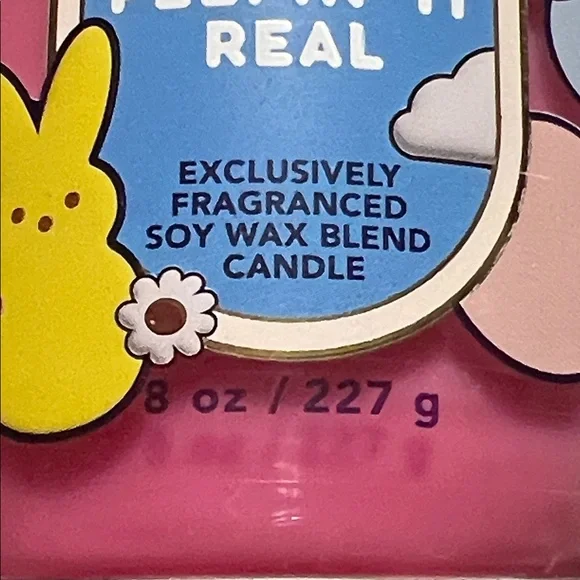 REAL
EXCLUSIVELY
FRAGRANCED
SOY WAX BLEND
CANDLE
8 oz / 227 g